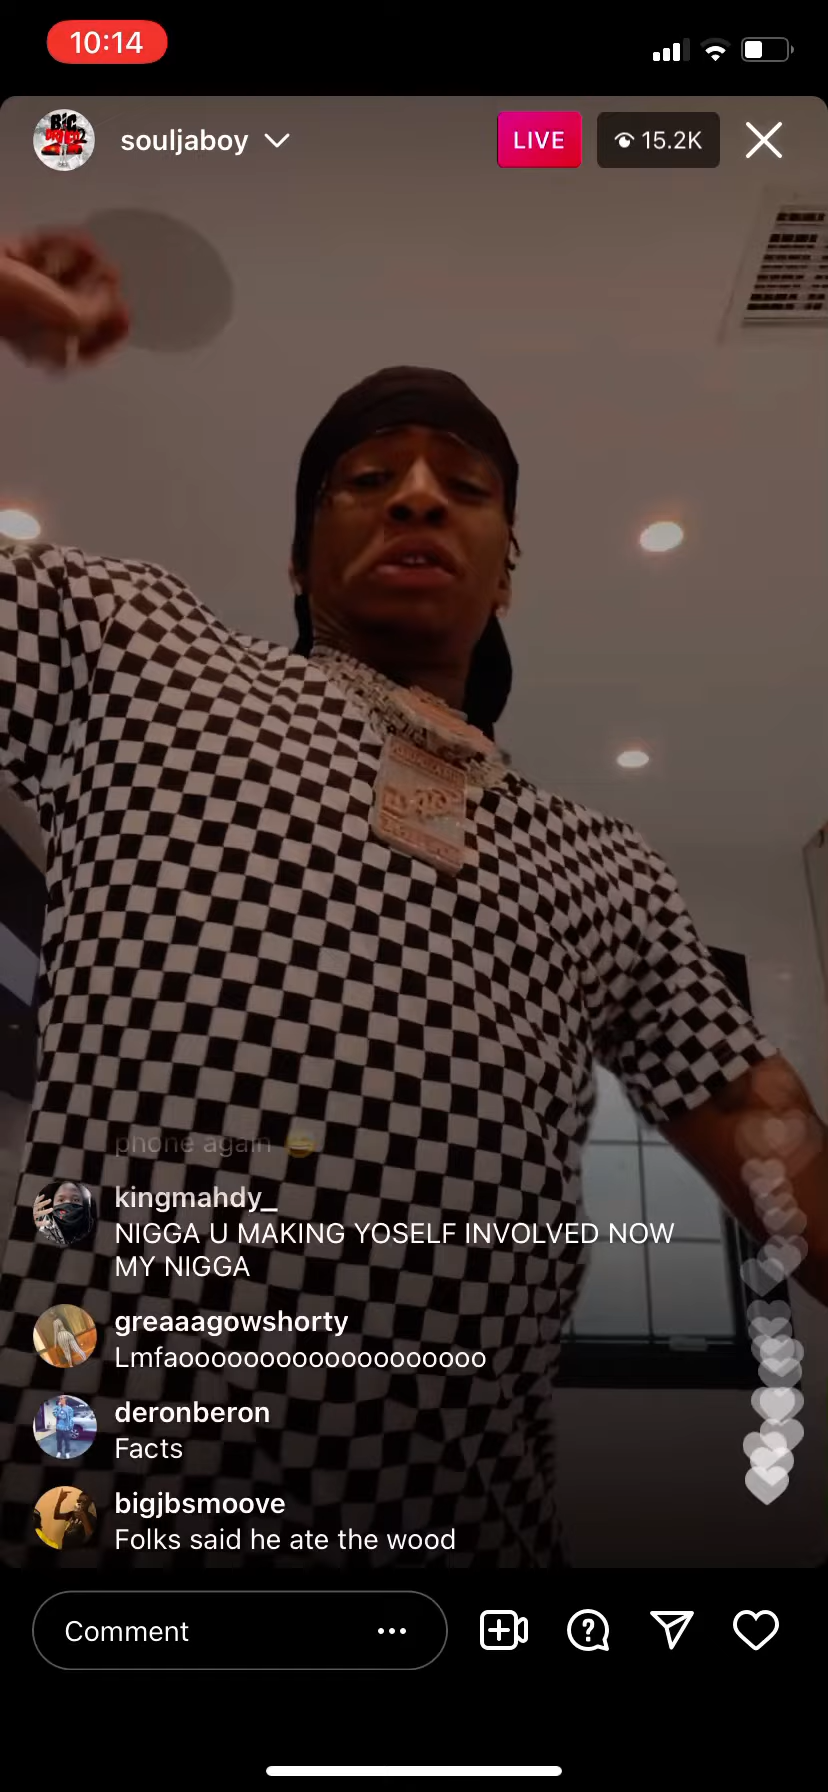 10:14
souljaboy
LIVE
15.2K
phone again
kingmahdy_
NIGGA U MAKING YOSELF INVOLVED NOW
MY NIGGA
greaaagowshorty
Lmfaooooooooooooooooooo
deronberon
Facts
bigjbsmoove
Folks said he ate the wood
Comment